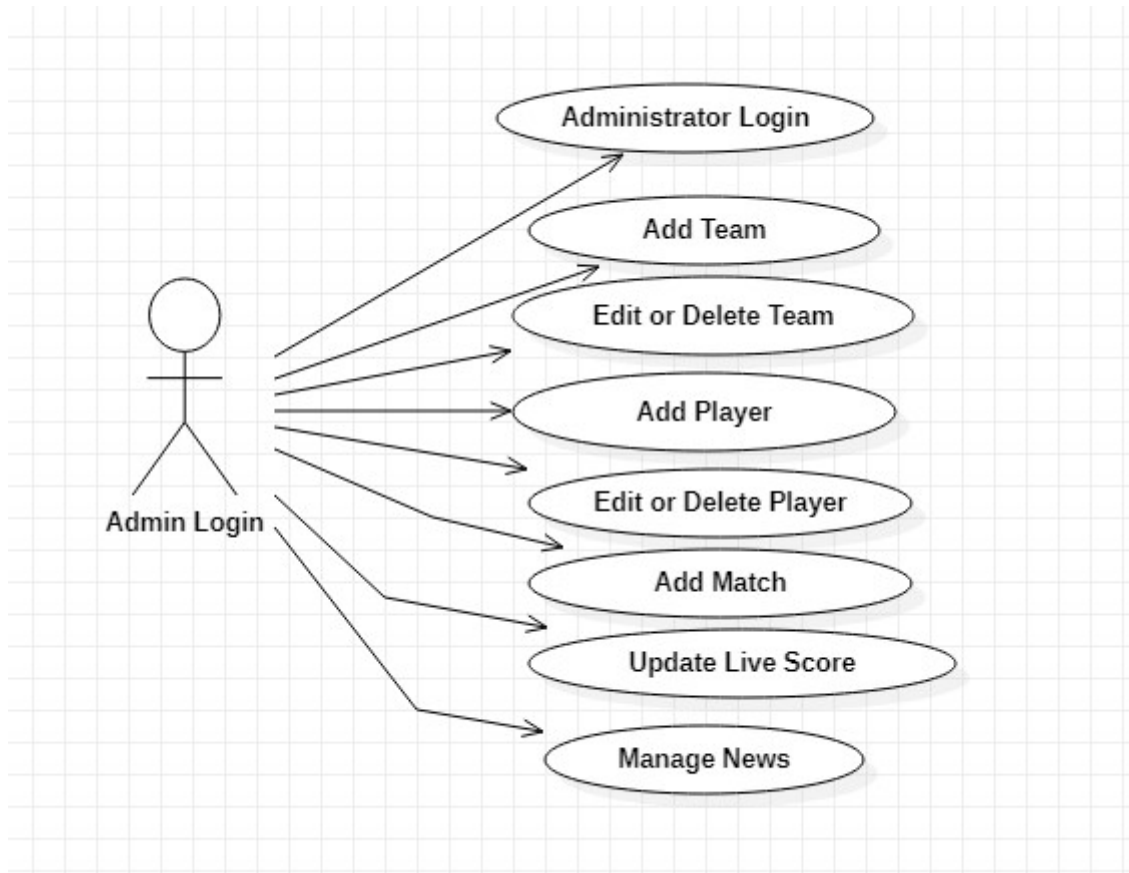 Administrator Login
Add Team
Edit or Delete Team
Add Player
Edit or Delete Player
Admin Login
Add Match
Update Live Score
Manage News